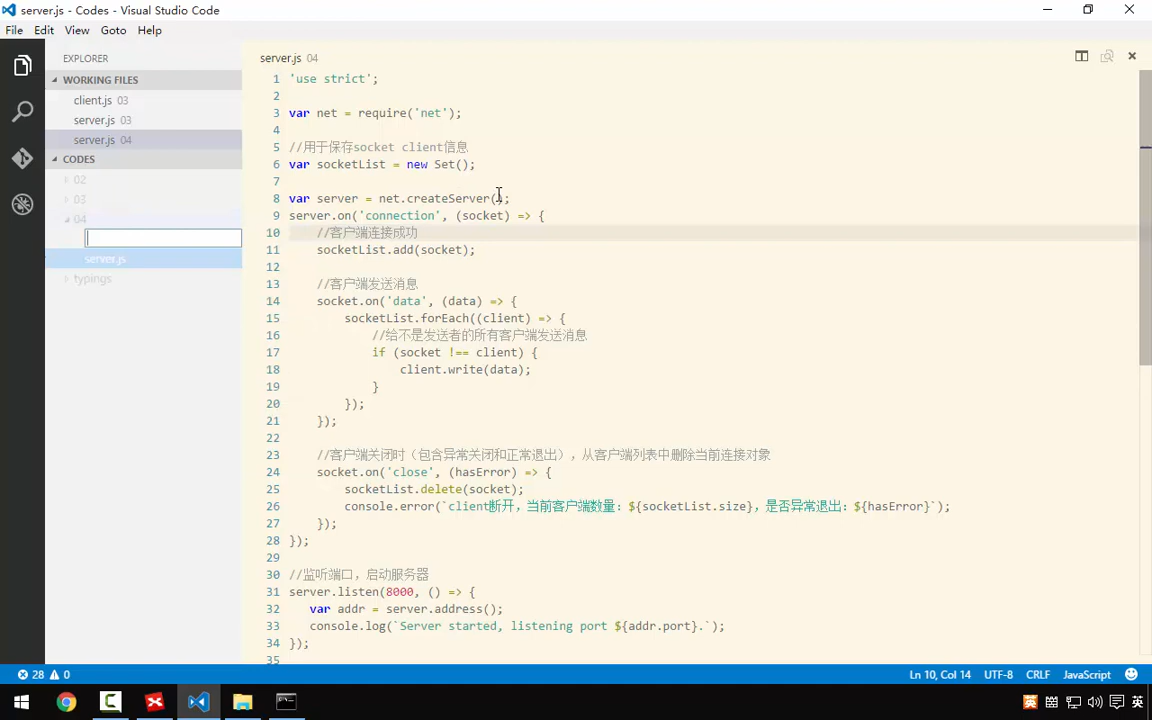 server.js - Codes - Visual Studio Code
File Edit View Goto Help
EXPLORER
WORKING FILES
client.js 03
server.js 03
server.js 04
CODES
02
03
04
server.js
typings
server.js 04
1 'use strict';
2
3 var net = require('net');
4
5 //用于保存socket client信息
6 var socketList = new Set();
7
8 var server = net.createServer();
9 server.on('connection', (socket) => {
10 //客户端连接成功
11 socketList.add(socket);
12
13 //客户端发送消息
14 socket.on('data', (data) => {
15 socketList.forEach((client) => {
16 //给不是发送者的所有客户端发送消息
17 if (socket !== client) {
18 client.write(data);
19 }
20 });
21 });
22
23 //客户端关闭时（包含异常关闭和正常退出），从客户端列表中删除当前连接对象
24 socket.on('close', (hasError) => {
25 socketList.delete(socket);
26 console.error(`client断开，当前客户端数量：${socketList.size}，是否异常退出：${hasError}`);
27 });
28 });
29
30 //监听端口，启动服务器
31 server.listen(8000, () => {
32 var addr = server.address();
33 console.log(`Server started, listening port ${addr.port}.`);
34 });
35
28 0 Ln 10, Col 14 UTF-8 CRLF JavaScript
英 英